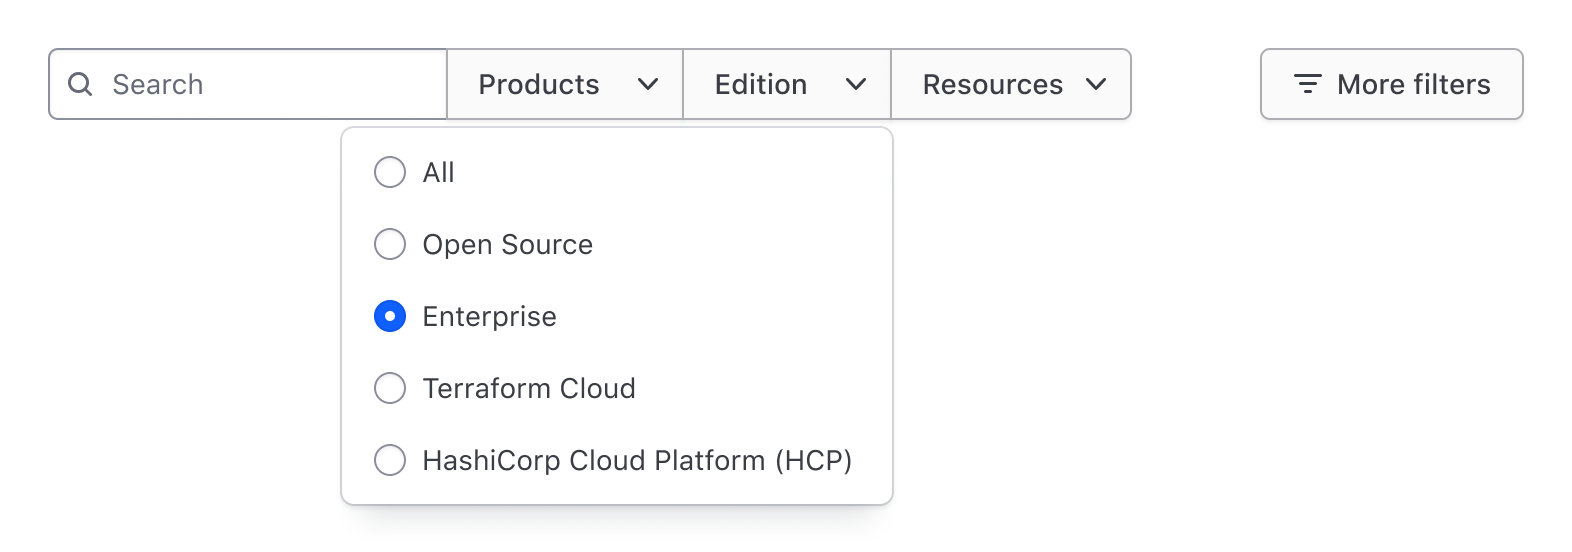 Search Products Edition Resources More filters
All
Open Source
Enterprise
Terraform Cloud
HashiCorp Cloud Platform (HCP)